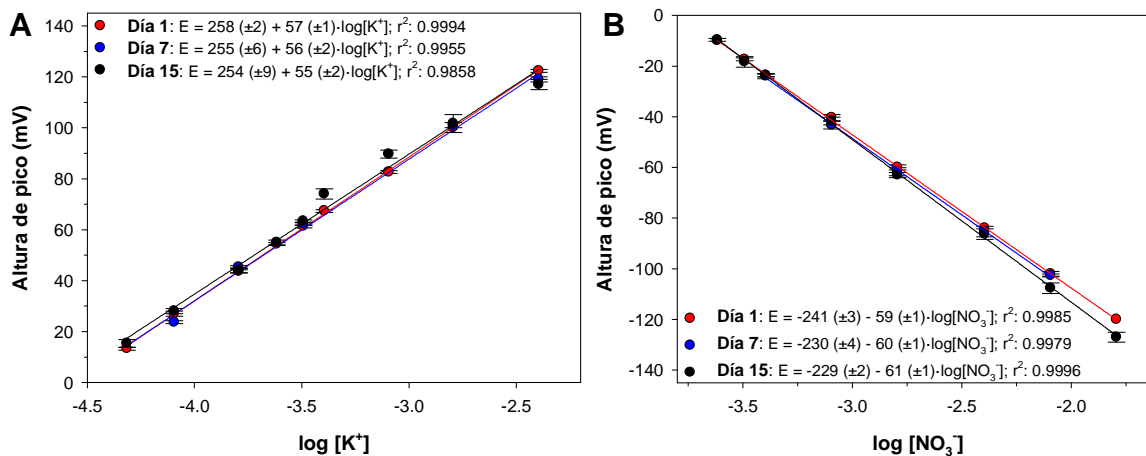 A
Día 1: E = 258 (±2) + 57 (±1)·log[K⁺]; r²: 0.9994
Día 7: E = 255 (±6) + 56 (±2)·log[K⁺]; r²: 0.9955
Día 15: E = 254 (±9) + 55 (±2)·log[K⁺]; r²: 0.9858
Altura de pico (mV)
140
120
100
80
60
40
20
0
-4.5
-4.0
-3.5
-3.0
-2.5
log [K⁺]
B
Altura de pico (mV)
0
-20
-40
-60
-80
-100
-120
-140
Día 1: E = -241 (±3) - 59 (±1)·log[NO₃⁻]; r²: 0.9985
Día 7: E = -230 (±4) - 60 (±1)·log[NO₃⁻]; r²: 0.9979
Día 15: E = -229 (±2) - 61 (±1)·log[NO₃⁻]; r²: 0.9996
-3.5
-3.0
-2.5
-2.0
log [NO₃⁻]